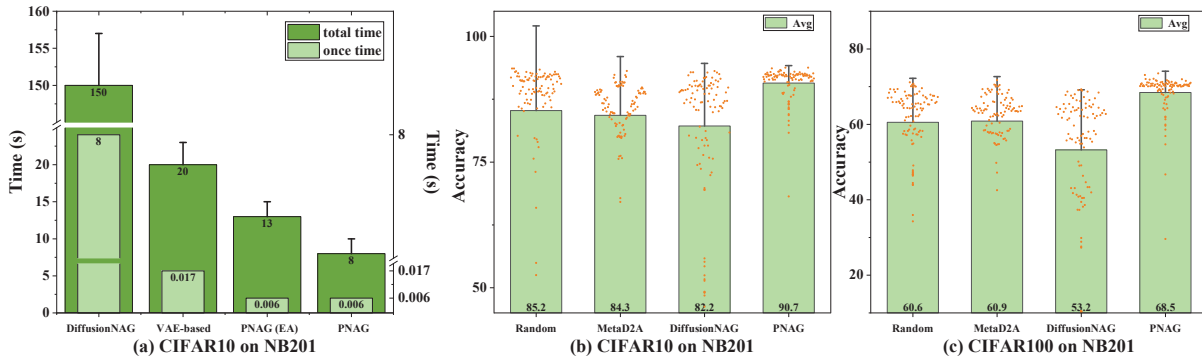 160
155
150
20
15
10
5
0
Time (s)
total time
once time
150
8
20
0.017
13
0.006
8
0.006
8
0.017
0.006
Time (s)
DiffusionNAG
VAE-based
PNAG (EA)
PNAG
(a) CIFAR10 on NB201
100
75
50
Accuracy
Avg
85.2
84.3
82.2
90.7
Random
MetaD2A
DiffusionNAG
PNAG
(b) CIFAR10 on NB201
80
60
40
20
Accuracy
Avg
60.6
60.9
53.2
68.5
Random
MetaD2A
DiffusionNAG
PNAG
(c) CIFAR100 on NB201